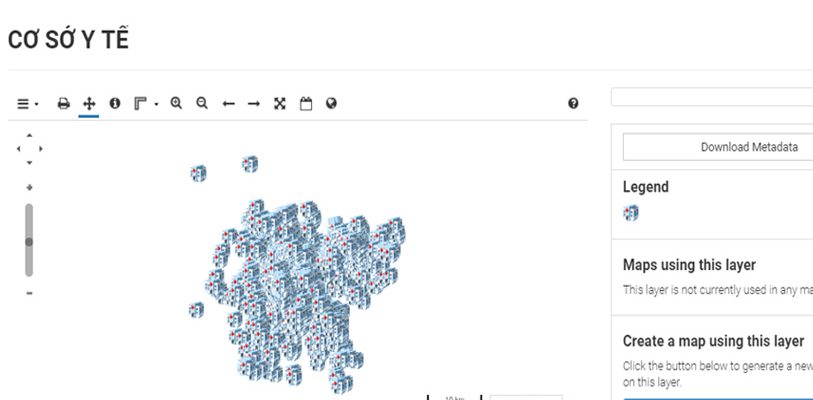 CƠ SỚ Y TẾ
Download Metadata
Legend
Maps using this layer
This layer is not currently used in any ma
10 km
Create a map using this layer
Click the button below to generate a new
on this layer.